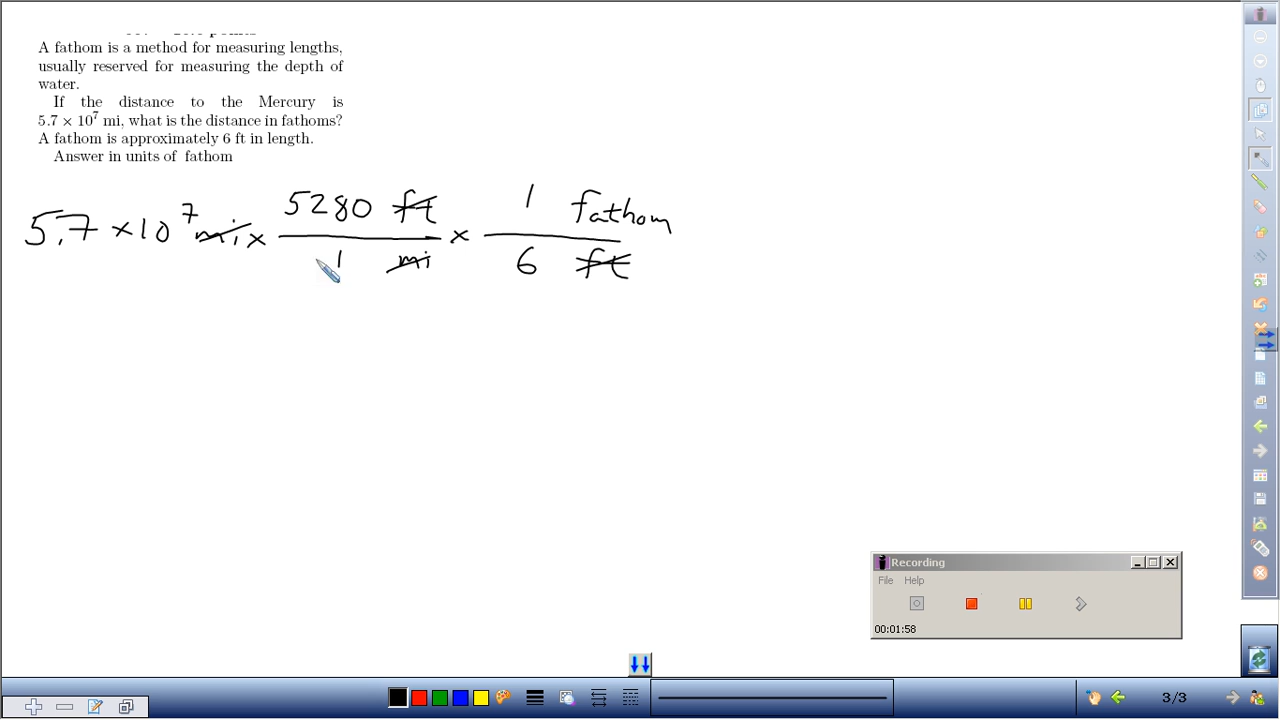 A fathom is a method for measuring lengths,
usually reserved for measuring the depth of
water.
If the distance to the Mercury is
5.7 × 10⁷ mi, what is the distance in fathoms?
A fathom is approximately 6 ft in length.
Answer in units of fathom
5.7 × 10⁷ mi × 5280 ft / 1 mi × 1 fathom / 6 ft
Recording
File Help
00:01:58
3/3